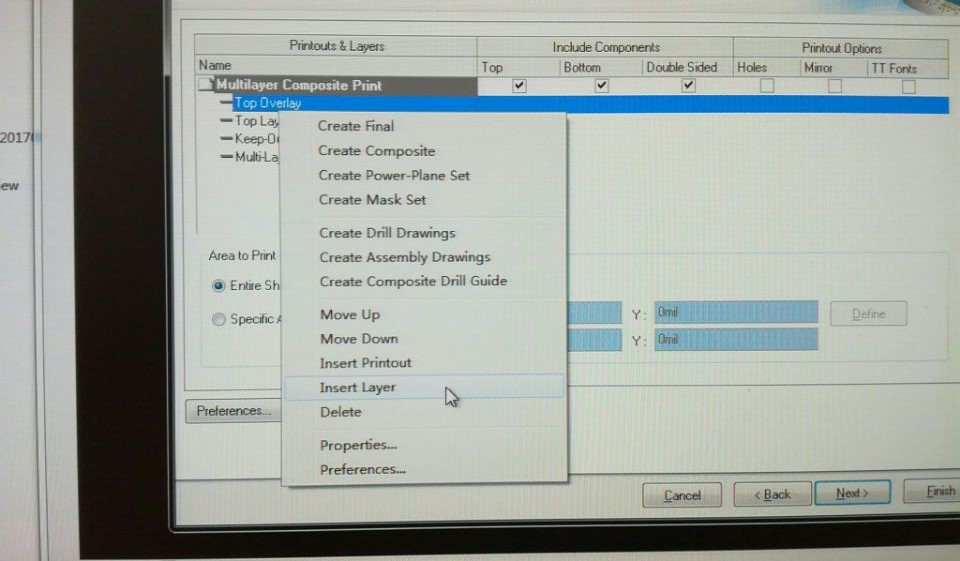 Printouts & Layers Include Components Printout Options
Name Top Bottom Double Sided Holes Mirror TT Fonts
Multilayer Composite Print
Top Overlay
Top Lay
Keep-O
Multi-La
Create Final
Create Composite
Create Power-Plane Set
Create Mask Set
Create Drill Drawings
Create Assembly Drawings
Create Composite Drill Guide
Move Up
Move Down
Insert Printout
Insert Layer
Delete
Properties...
Preferences...
Area to Print
Entire Sh
Specific A
Y: 0mil Define
Y: 0mil
Preferences...
Cancel < Back Next > Finish
2017
ew